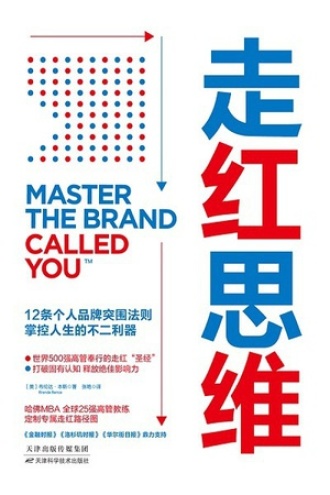 走红思维
MASTER
THE BRAND
CALLED
YOU™
12条个人品牌突围法则
掌控人生的不二利器
●世界500强高管奉行的走红“圣经”
●打破固有认知 释放绝佳影响力
哈佛MBA 全球25强高管教练
定制专属走红路径图
《金融时报》《洛杉矶时报》《华尔街日报》鼎力支持
天津出版传媒集团
天津科学技术出版社